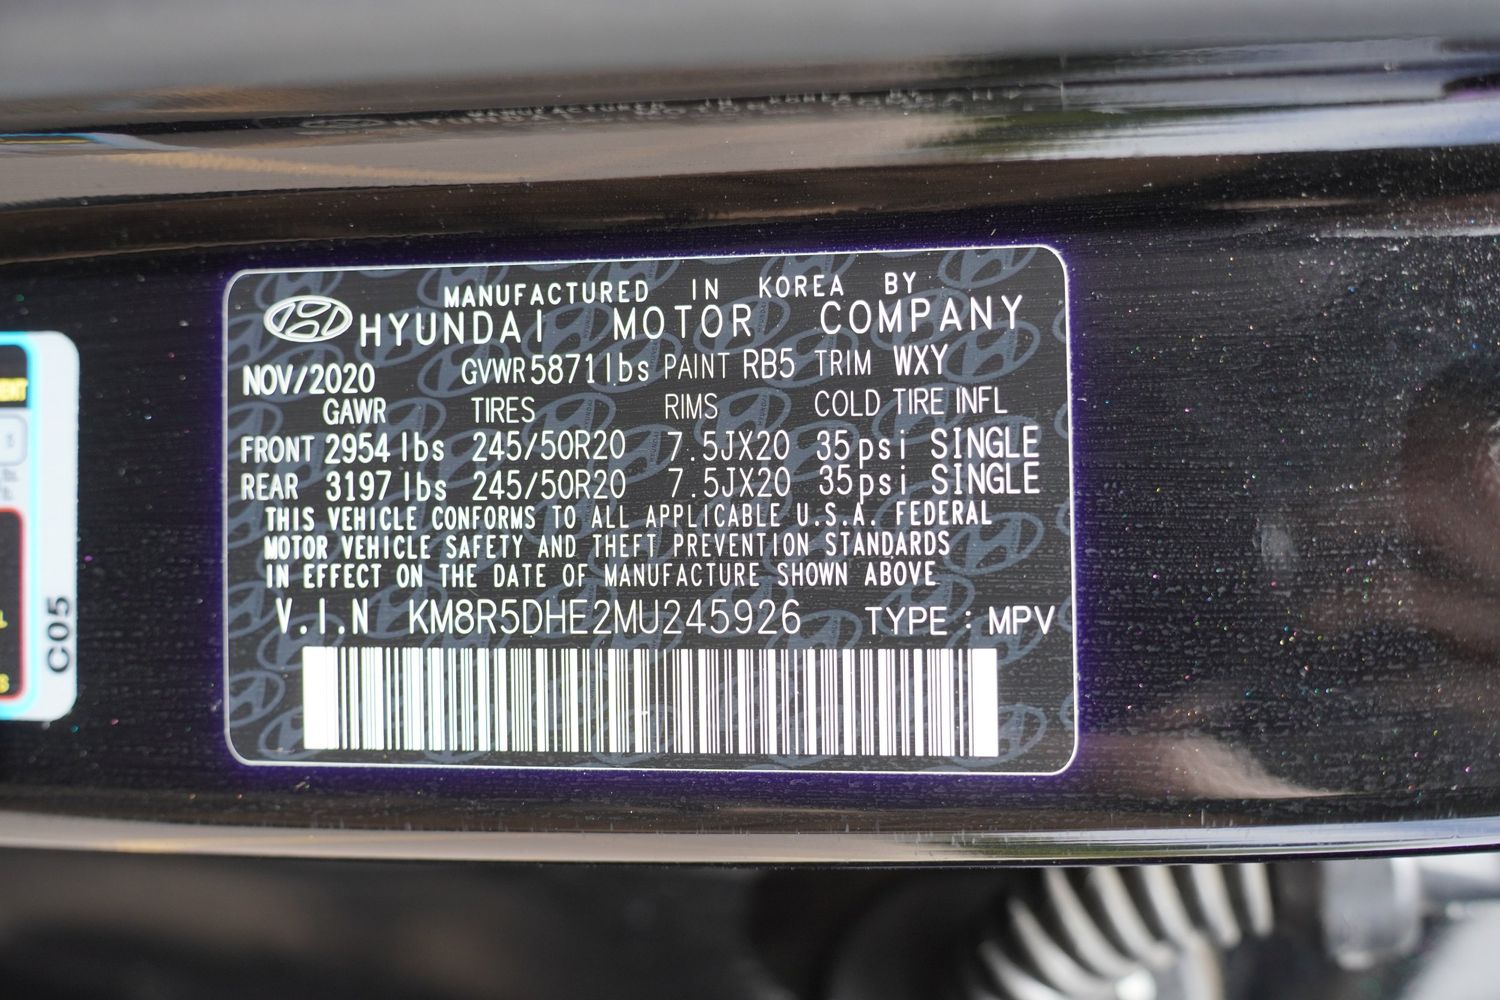 MANUFACTURED IN KOREA BY
HYUNDAI MOTOR COMPANY
NOV/2020 GVWR 5871lbs PAINT RB5 TRIM WXY
GAWR TIRES RIMS COLD TIRE INFL
FRONT 2954 lbs 245/50R20 7.5JX20 35psi SINGLE
REAR 3197 lbs 245/50R20 7.5JX20 35psi SINGLE
THIS VEHICLE CONFORMS TO ALL APPLICABLE U.S.A. FEDERAL
MOTOR VEHICLE SAFETY AND THEFT PREVENTION STANDARDS
IN EFFECT ON THE DATE OF MANUFACTURE SHOWN ABOVE
V.I.N KM8R5DHE2MU245926 TYPE : MPV
C05